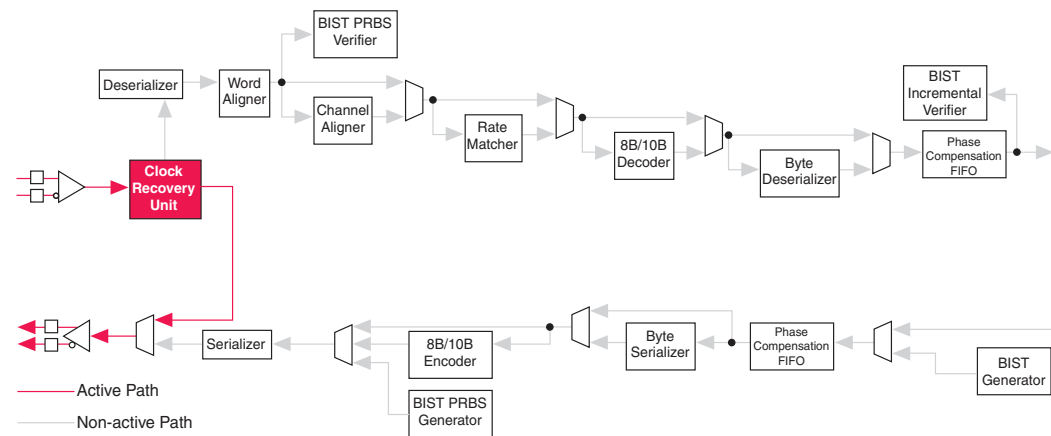 BIST PRBS
Verifier
Deserializer
Word
Aligner
Channel
Aligner
Rate
Matcher
8B/10B
Decoder
Byte
Deserializer
BIST
Incremental
Verifier
Phase
Compensation
FIFO
Clock
Recovery
Unit
Serializer
8B/10B
Encoder
BIST PRBS
Generator
Byte
Serializer
Phase
Compensation
FIFO
BIST
Generator
Active Path
Non-active Path